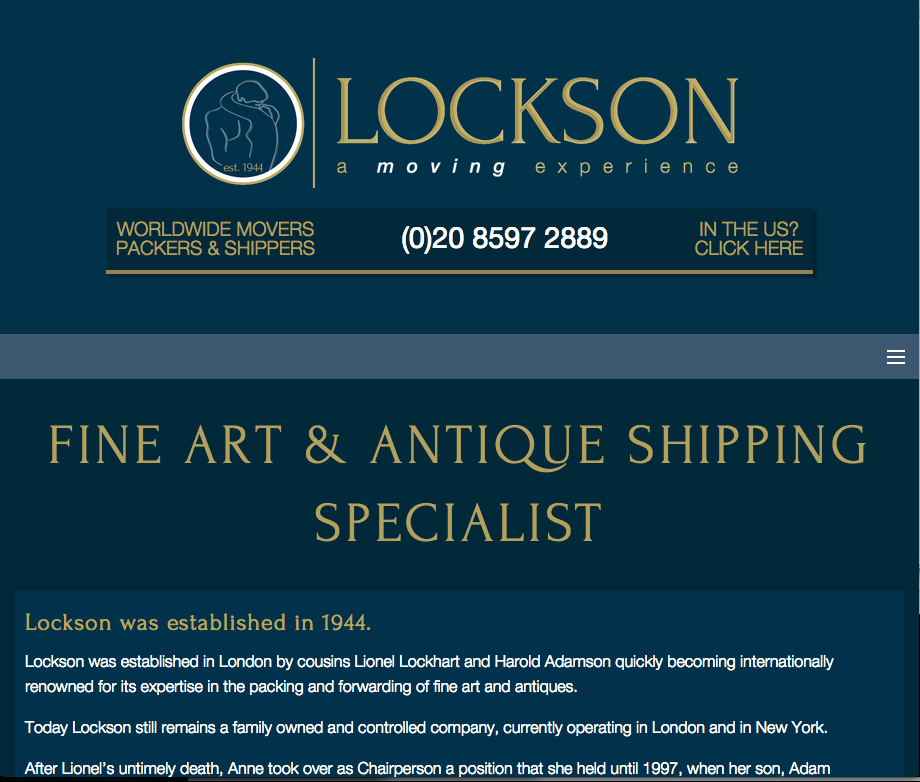 LOCKSON
est. 1944
a moving experience
WORLDWIDE MOVERS
PACKERS & SHIPPERS
(0)20 8597 2889
IN THE US?
CLICK HERE
FINE ART & ANTIQUE SHIPPING
SPECIALIST
Lockson was established in 1944.
Lockson was established in London by cousins Lionel Lockhart and Harold Adamson quickly becoming internationally
renowned for its expertise in the packing and forwarding of fine art and antiques.
Today Lockson still remains a family owned and controlled company, currently operating in London and in New York.
After Lionel's untimely death, Anne took over as Chairperson a position that she held until 1997, when her son, Adam